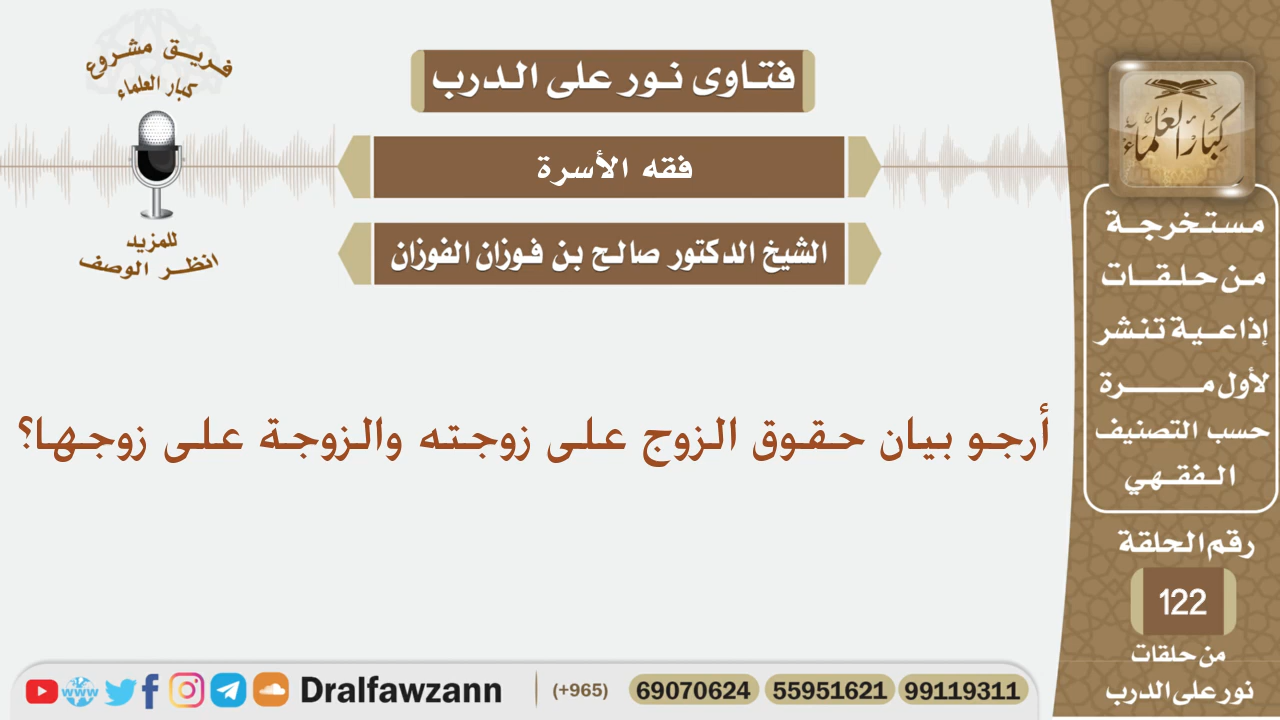 فتاوى نور على الدرب
فقه الأسرة
الشيخ الدكتور صالح بن فوزان الفوزان
فريق مشروع
كبار العلماء
للمزيد
انظر الوصف
أرجو بيان حقوق الزوج على زوجته والزوجة على زوجها؟
كبار العلماء
مستخرجة
من حلقات
إذاعية تنشر
لأول مرة
حسب التصنيف
الفقهي
رقم الحلقة
122
من حلقات
نور على الدرب
www
Dralfawzann
(+965) 69070624 55951621 99119311